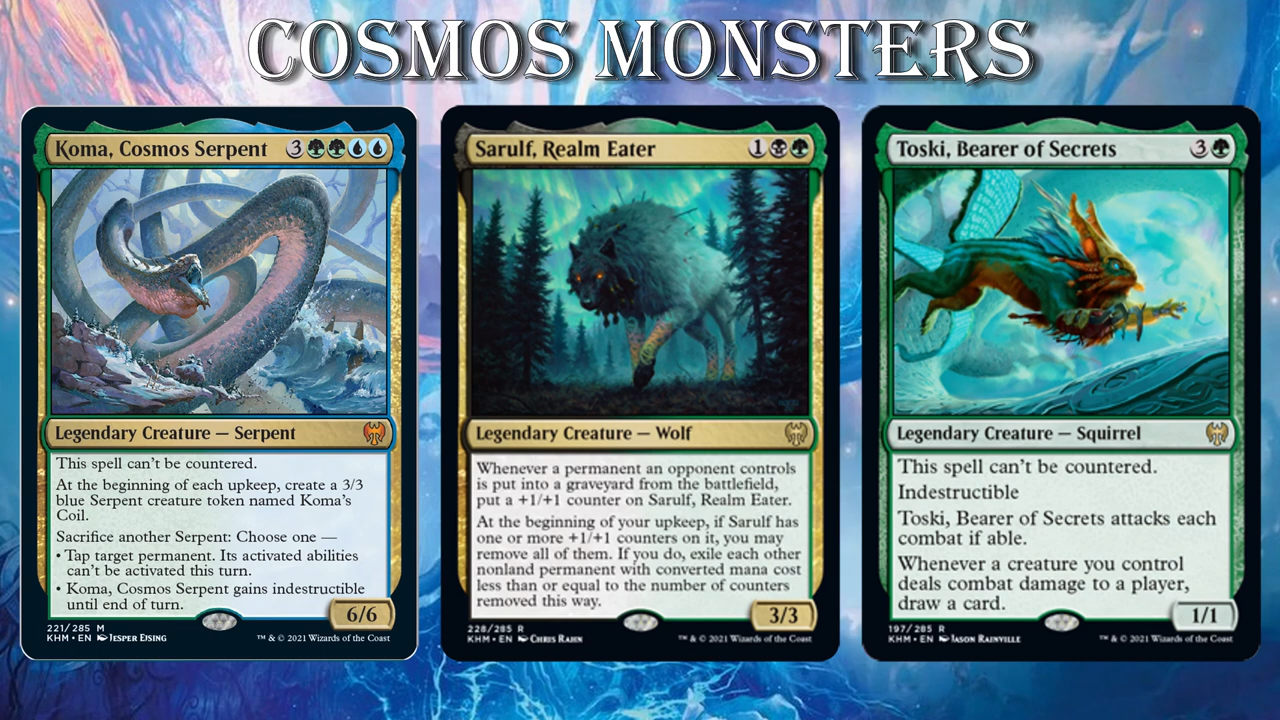 COSMOS MONSTERS
Koma, Cosmos Serpent 3
Legendary Creature — Serpent
This spell can't be countered.
At the beginning of each upkeep, create a 3/3
blue Serpent creature token named Koma's
Coil.
Sacrifice another Serpent: Choose one —
• Tap target permanent. Its activated abilities
can't be activated this turn.
• Koma, Cosmos Serpent gains indestructible
until end of turn.
6/6
221/285 M
KHM • EN Jesper Ejsing ™ & © 2021 Wizards of the Coast
Sarulf, Realm Eater 1
Legendary Creature — Wolf
Whenever a permanent an opponent controls
is put into a graveyard from the battlefield,
put a +1/+1 counter on Sarulf, Realm Eater.
At the beginning of your upkeep, if Sarulf has
one or more +1/+1 counters on it, you may
remove all of them. If you do, exile each other
nonland permanent with converted mana cost
less than or equal to the number of counters
removed this way.
3/3
228/285 R
KHM • EN Chris Rahn ™ & © 2021 Wizards of the Coast
Toski, Bearer of Secrets 3
Legendary Creature — Squirrel
This spell can't be countered.
Indestructible
Toski, Bearer of Secrets attacks each
combat if able.
Whenever a creature you control
deals combat damage to a player,
draw a card.
1/1
197/285 R
KHM • EN Jason Rainville ™ & © 2021 Wizards of the Coast